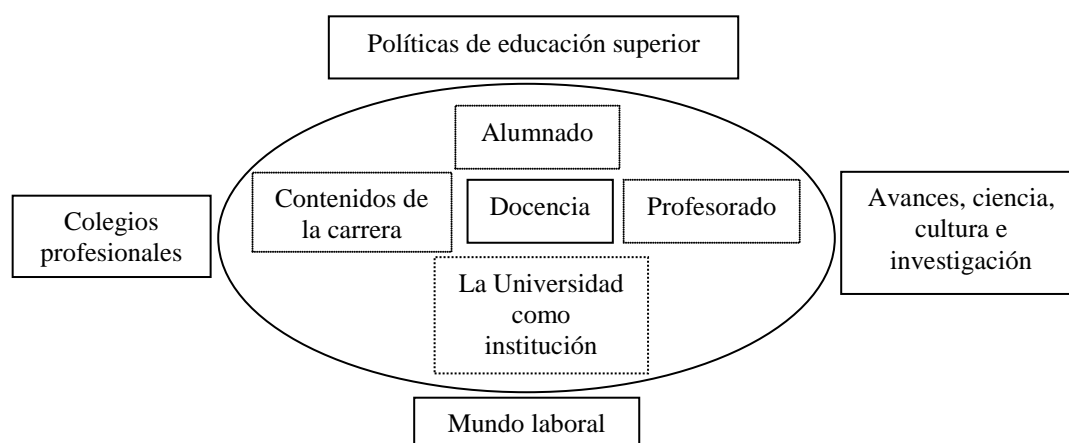 Políticas de educación superior
Alumnado
Contenidos de
la carrera
Docencia
Profesorado
Colegios
profesionales
Avances, ciencia,
cultura e
investigación
La Universidad
como
institución
Mundo laboral